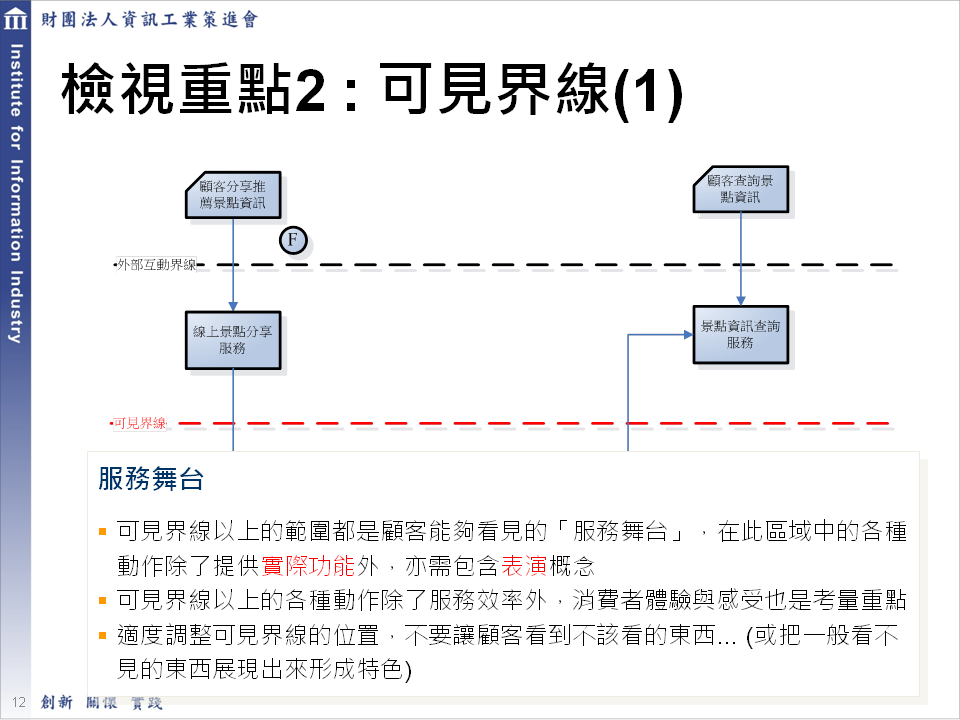 財團法人資訊工業策進會
Institute for Information Industry
檢視重點2 : 可見界線(1)
顧客分享推
薦景點資訊
顧客查詢景
點資訊
F
外部互動界線
線上景點分享
服務
景點資訊查詢
服務
可見界線
服務舞台
可見界線以上的範圍都是顧客能夠看見的「服務舞台」，在此區域中的各種
動作除了提供實際功能外，亦需包含表演概念
可見界線以上的各種動作除了服務效率外，消費者體驗與感受也是考量重點
適度調整可見界線的位置，不要讓顧客看到不該看的東西... (或把一般看不
見的東西展現出來形成特色)
12
創新 關懷 實踐